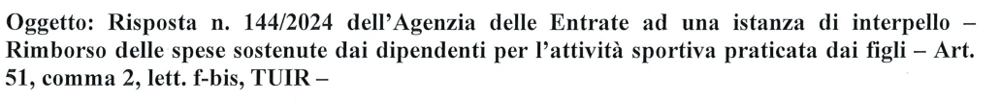 Oggetto: Risposta n. 144/2024 dell’Agenzia delle Entrate ad una istanza di interpello –
Rimborso delle spese sostenute dai dipendenti per l’attività sportiva praticata dai figli – Art.
51, comma 2, lett. f-bis, TUIR –